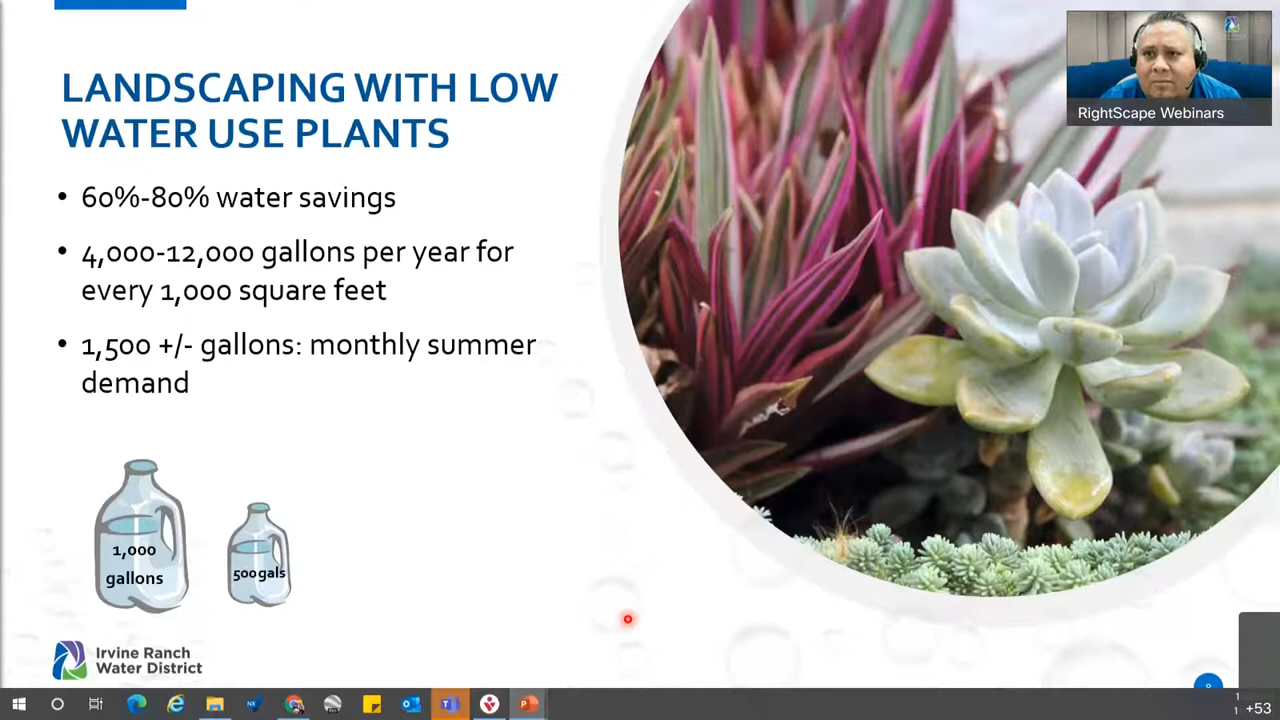 LANDSCAPING WITH LOW
WATER USE PLANTS
• 60%-80% water savings
• 4,000-12,000 gallons per year for
every 1,000 square feet
• 1,500 +/- gallons: monthly summer
demand
1,000
gallons
500 gals
Irvine Ranch
Water District
RightScape Webinars
+53